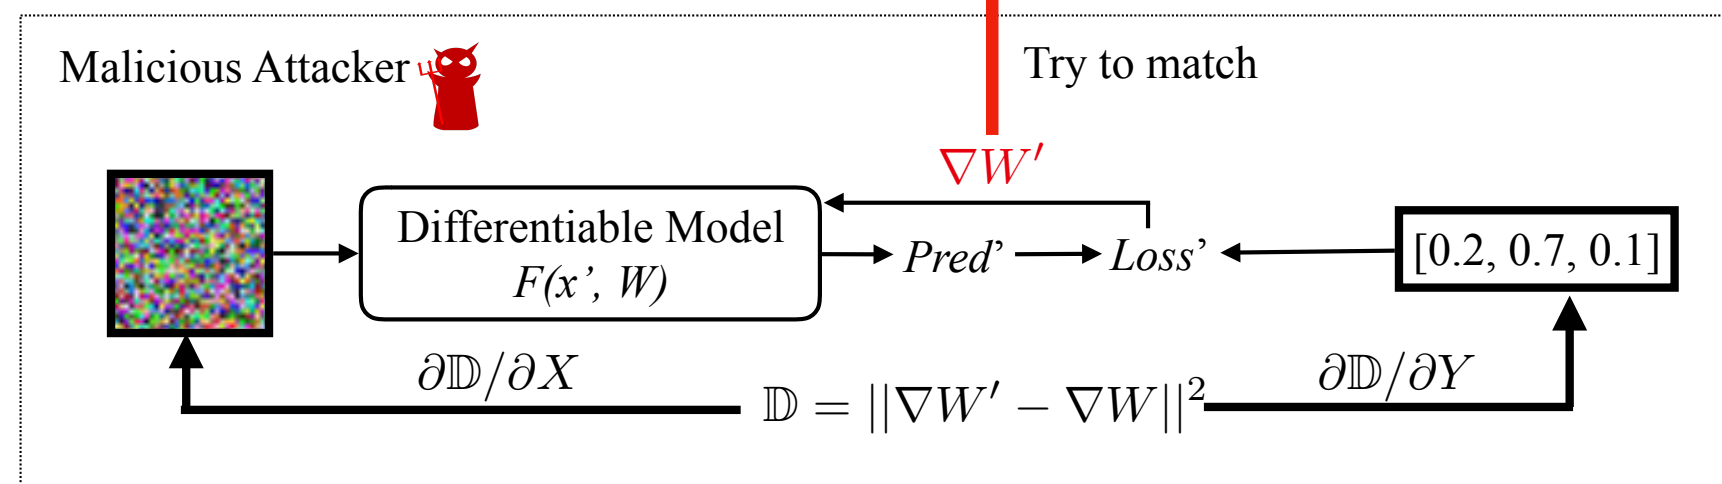 Malicious Attacker
Try to match
∇W′
Differentiable Model
F(x’, W)
Pred’
Loss’
[0.2, 0.7, 0.1]
∂𝔻/∂X
𝔻 = ||∇W′ − ∇W||²
∂𝔻/∂Y